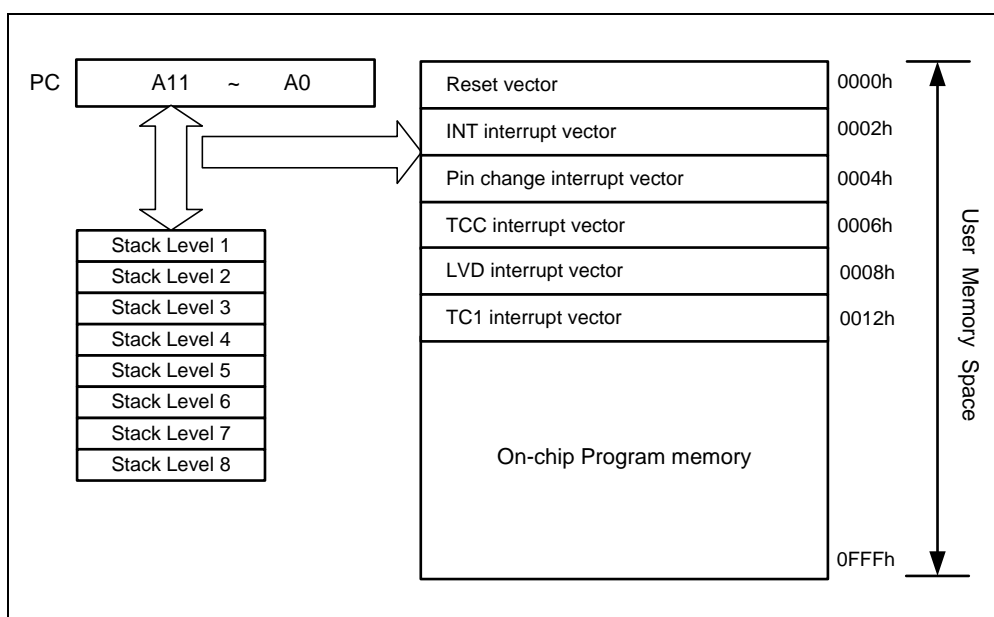 PC
A11 ~ A0
Stack Level 1
Stack Level 2
Stack Level 3
Stack Level 4
Stack Level 5
Stack Level 6
Stack Level 7
Stack Level 8
Reset vector 0000h
INT interrupt vector 0002h
Pin change interrupt vector 0004h
TCC interrupt vector 0006h
LVD interrupt vector 0008h
TC1 interrupt vector 0012h
On-chip Program memory
0FFFh
User Memory Space